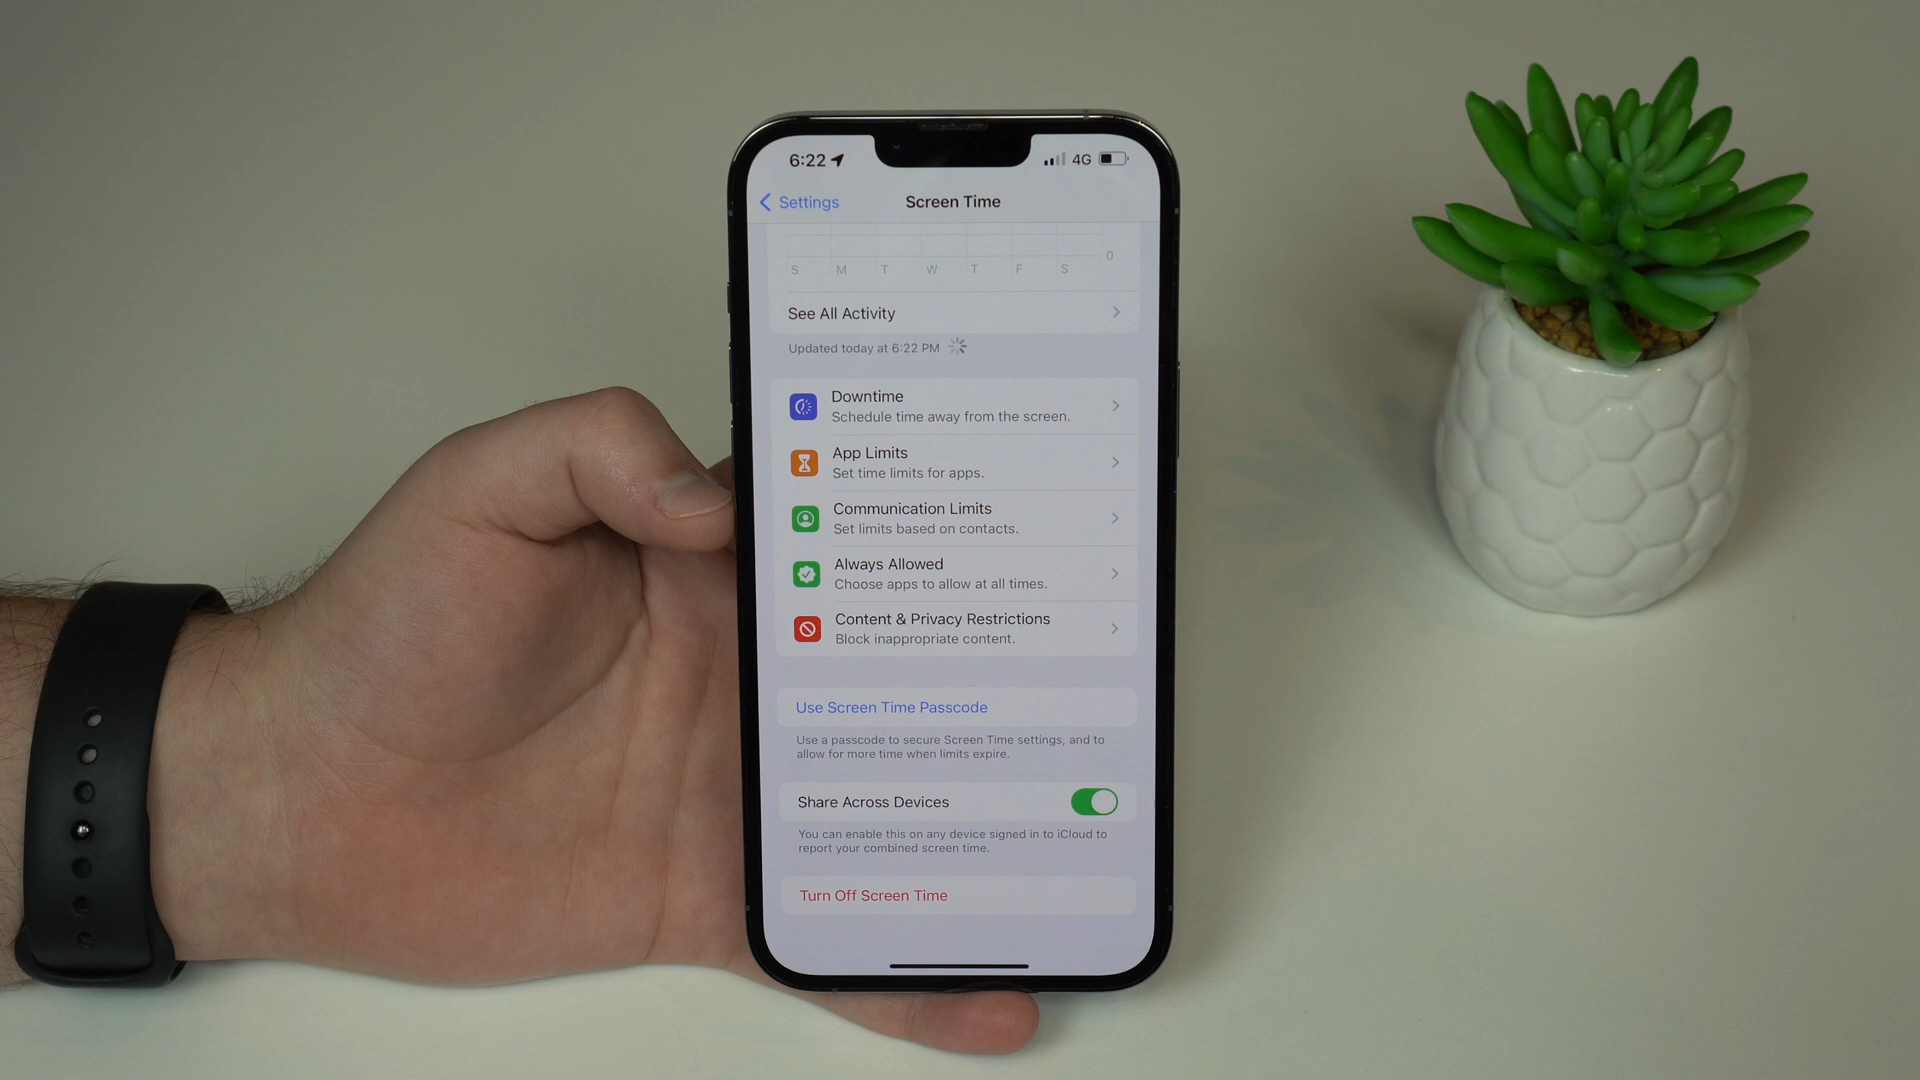 6:22 4G
Settings Screen Time
0
S M T W T F S
See All Activity
Updated today at 6:22 PM
Downtime
Schedule time away from the screen.
App Limits
Set time limits for apps.
Communication Limits
Set limits based on contacts.
Always Allowed
Choose apps to allow at all times.
Content & Privacy Restrictions
Block inappropriate content.
Use Screen Time Passcode
Use a passcode to secure Screen Time settings, and to
allow for more time when limits expire.
Share Across Devices
You can enable this on any device signed in to iCloud to
report your combined screen time.
Turn Off Screen Time